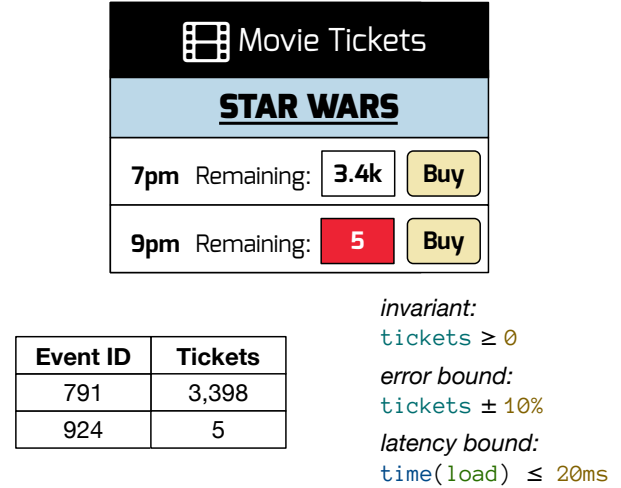 Movie Tickets
STAR WARS
7pm Remaining: 3.4k Buy
9pm Remaining: 5 Buy
Event ID Tickets
791 3,398
924 5
invariant:
tickets ≥ 0
error bound:
tickets ± 10%
latency bound:
time(load) ≤ 20ms